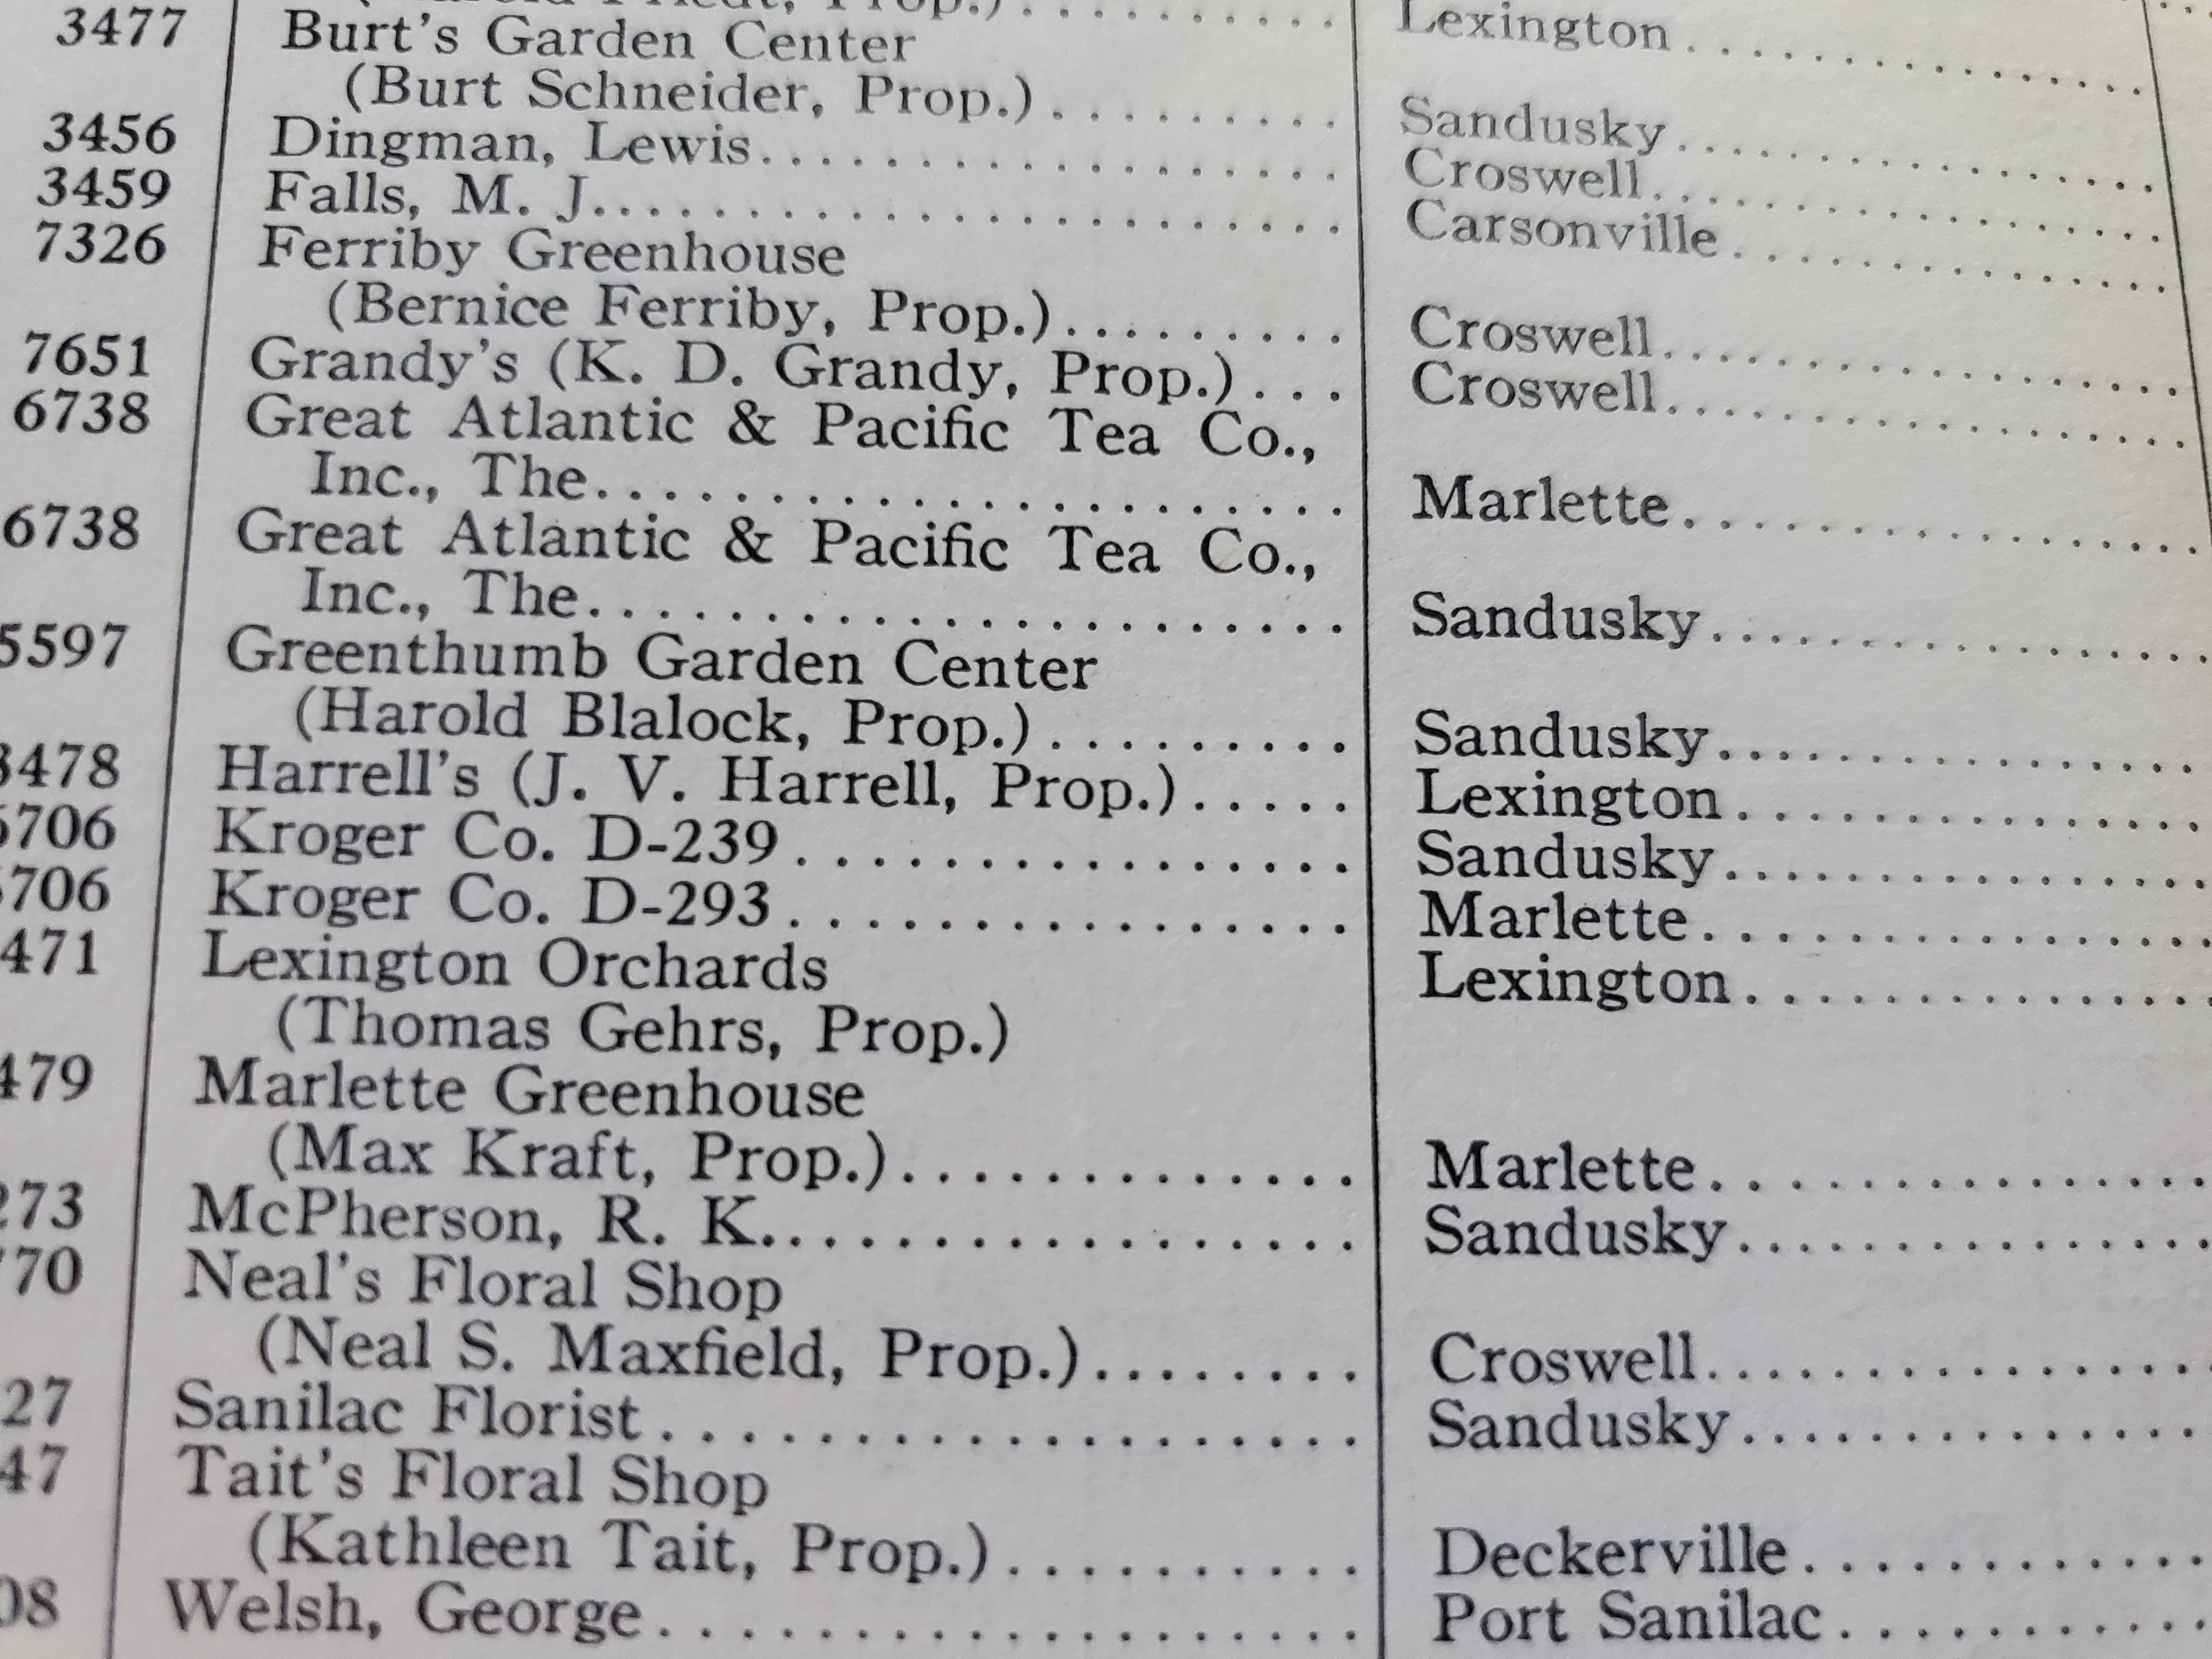 Prop.) Lexington
3477 Burt's Garden Center
(Burt Schneider, Prop.) Sandusky
3456 Dingman, Lewis Croswell
3459 Falls, M. J. Carsonville
7326 Ferriby Greenhouse
(Bernice Ferriby, Prop.) Croswell
7651 Grandy's (K. D. Grandy, Prop.) Croswell
6738 Great Atlantic & Pacific Tea Co.,
Inc., The Marlette
6738 Great Atlantic & Pacific Tea Co.,
Inc., The Sandusky
5597 Greenthumb Garden Center
(Harold Blalock, Prop.) Sandusky
3478 Harrell's (J. V. Harrell, Prop.) Lexington
6706 Kroger Co. D-239 Sandusky
706 Kroger Co. D-293 Marlette
471 Lexington Orchards Lexington
(Thomas Gehrs, Prop.)
479 Marlette Greenhouse
(Max Kraft, Prop.) Marlette
273 McPherson, R. K. Sandusky
70 Neal's Floral Shop
(Neal S. Maxfield, Prop.) Croswell
27 Sanilac Florist Sandusky
47 Tait's Floral Shop
(Kathleen Tait, Prop.) Deckerville
08 Welsh, George Port Sanilac